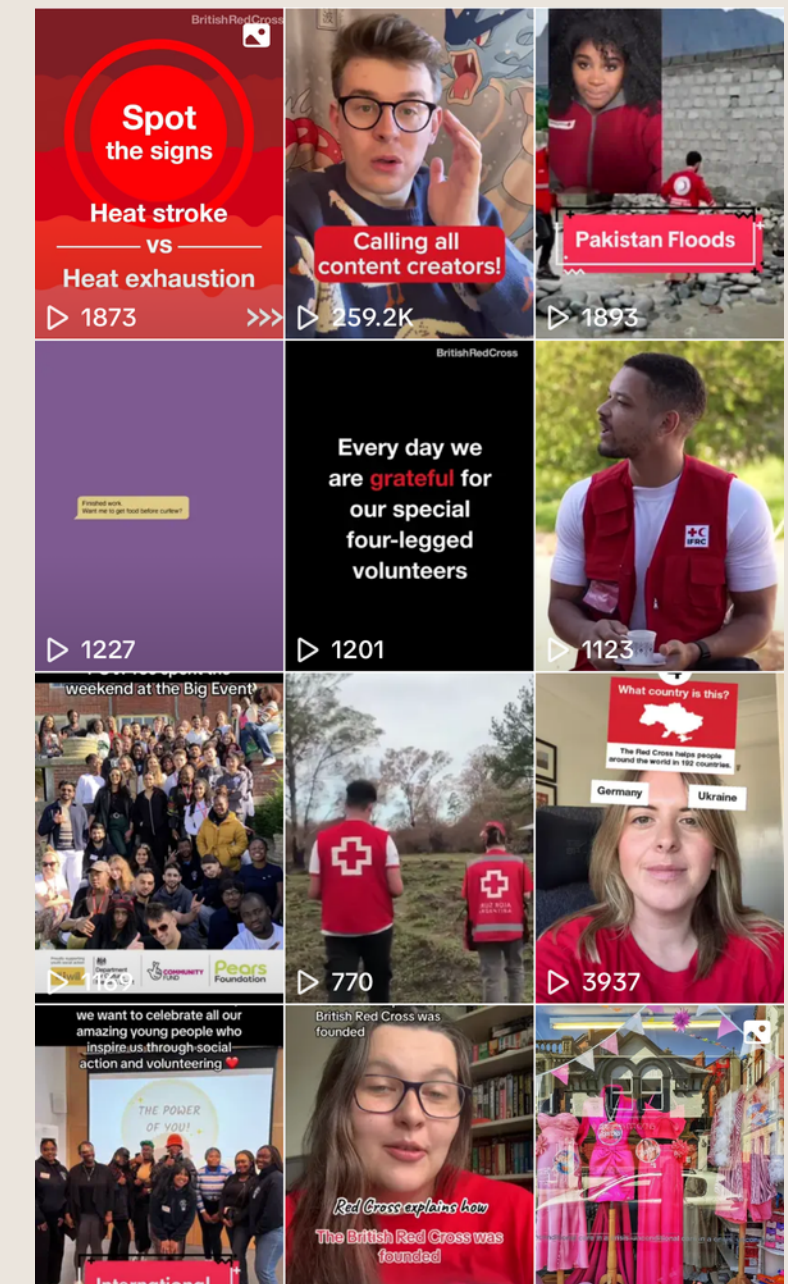 BritishRedCross
Spot
the signs
Heat stroke
vs
Heat exhaustion
1873
>>>
Calling all
content creators!
259.2K
Pakistan Floods
1893
Finished work.
Want me to get food before curfew?
1227
BritishRedCross
Every day we
are grateful for
our special
four-legged
volunteers
1201
IFRC
1123
weekend at the Big Event
Department
COMMUNITY
FUND
Pears
Foundation
1169
770
What country is this?
The Red Cross helps people
around the world in 192 countries.
Germany
Ukraine
3937
we want to celebrate all our
amazing young people who
inspire us through social
action and volunteering ❤️
THE POWER
OF YOU!
International
British Red Cross was
founded
Red Cross explains how
The British Red Cross was
founded